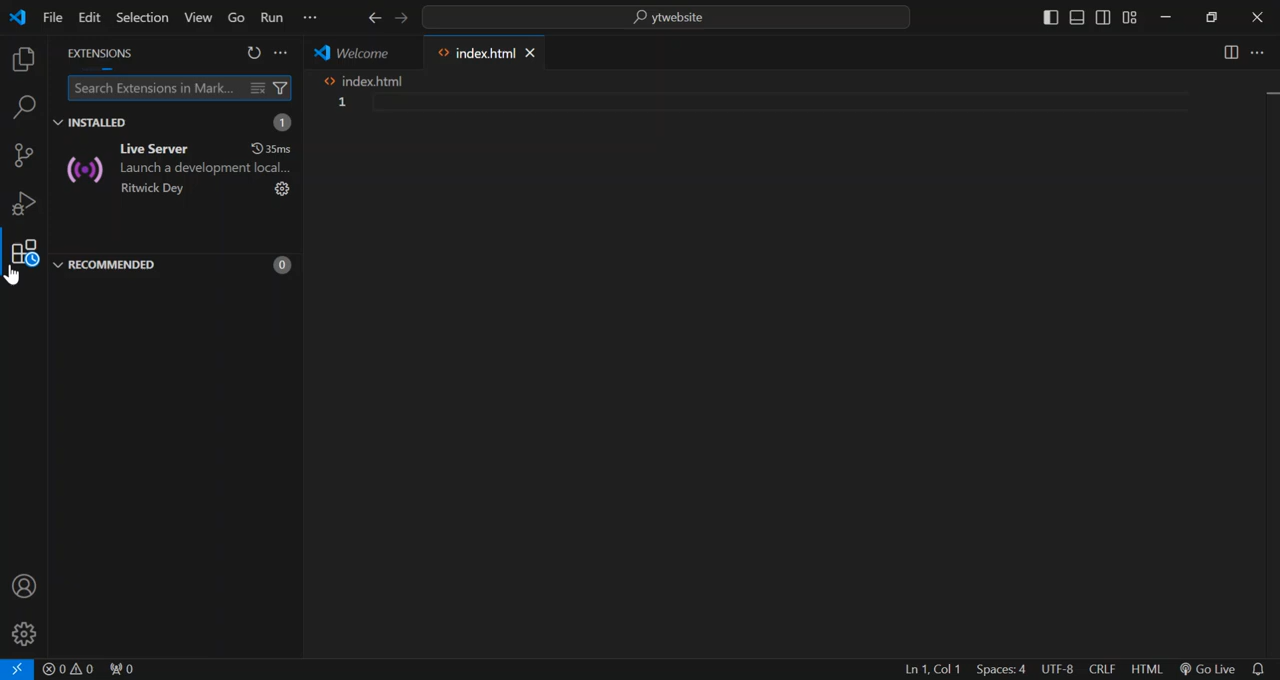 File Edit Selection View Go Run ···
ytwebsite
EXTENSIONS
Welcome
index.html
Search Extensions in Mark...
index.html
1
INSTALLED
1
Live Server
35ms
Launch a development local...
Ritwick Dey
RECOMMENDED
0
0 0 0
Ln 1, Col 1 Spaces: 4 UTF-8 CRLF HTML Go Live